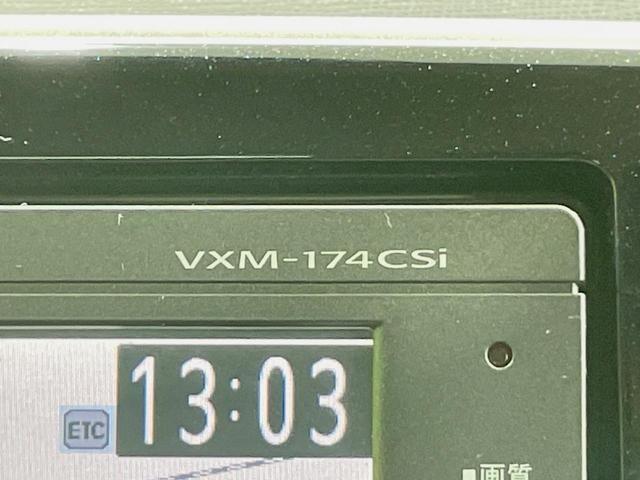 VXM-174CSi
13:03
ETC
■画質